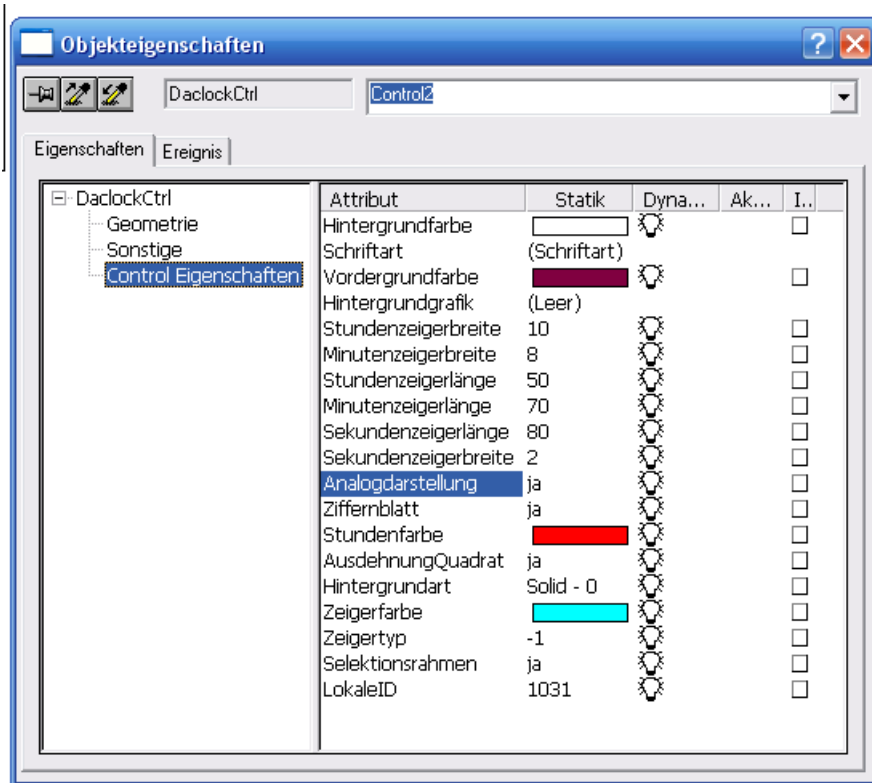 Objekteigenschaften
DaclockCtrl Control2
Eigenschaften Ereignis
DaclockCtrl
Geometrie
Sonstige
Control Eigenschaften
Attribut Statik Dyna... Ak... I..
Hintergrundfarbe
Schriftart (Schriftart)
Vordergrundfarbe
Hintergrundgrafik (Leer)
Stundenzeigerbreite 10
Minutenzeigerbreite 8
Stundenzeigerlänge 50
Minutenzeigerlänge 70
Sekundenzeigerlänge 80
Sekundenzeigerbreite 2
Analogdarstellung ja
Ziffernblatt ja
Stundenfarbe
AusdehnungQuadrat ja
Hintergrundart Solid - 0
Zeigerfarbe
Zeigertyp -1
Selektionsrahmen ja
LokaleID 1031